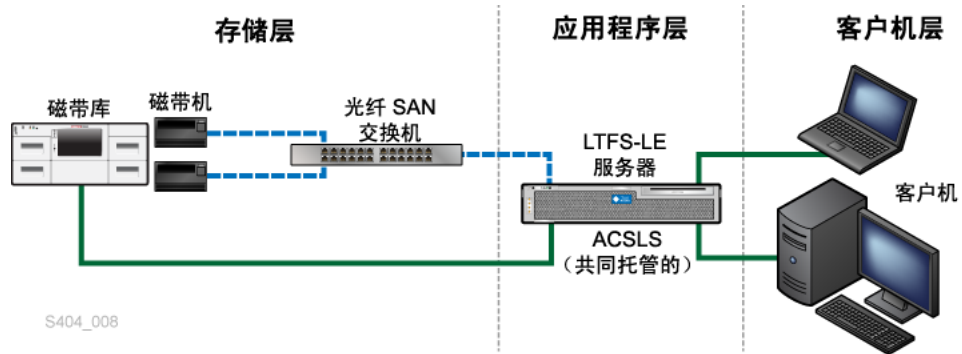 存储层
应用程序层
客户机层
磁带库
磁带机
光纤 SAN
交换机
LTFS-LE
服务器
客户机
ACSLS
（共同托管的）
S404_008